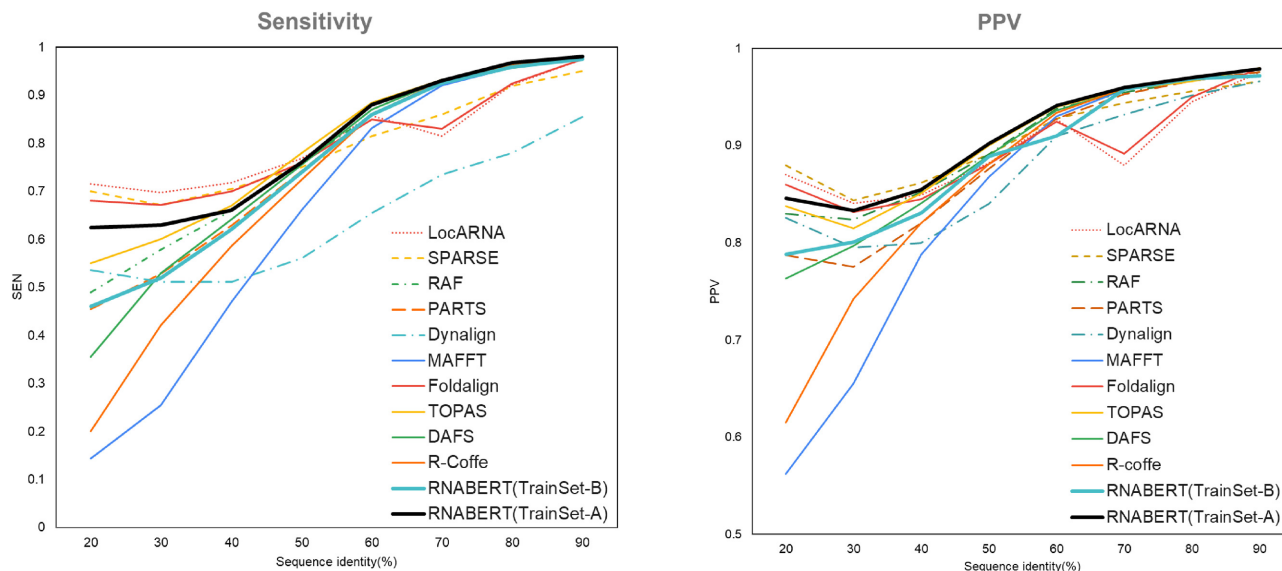 Sensitivity
1
0.9
0.8
0.7
0.6
0.5
0.4
0.3
0.2
0.1
0
SEN
20 30 40 50 60 70 80 90
Sequence identity(%)
LocARNA
SPARSE
RAF
PARTS
Dynalign
MAFFT
Foldalign
TOPAS
DAFS
R-Coffe
RNABERT(TrainSet-B)
RNABERT(TrainSet-A)
PPV
1
0.9
0.8
0.7
0.6
0.5
PPV
20 30 40 50 60 70 80 90
Sequence identity(%)
LocARNA
SPARSE
RAF
PARTS
Dynalign
MAFFT
Foldalign
TOPAS
DAFS
R-coffe
RNABERT(TrainSet-B)
RNABERT(TrainSet-A)